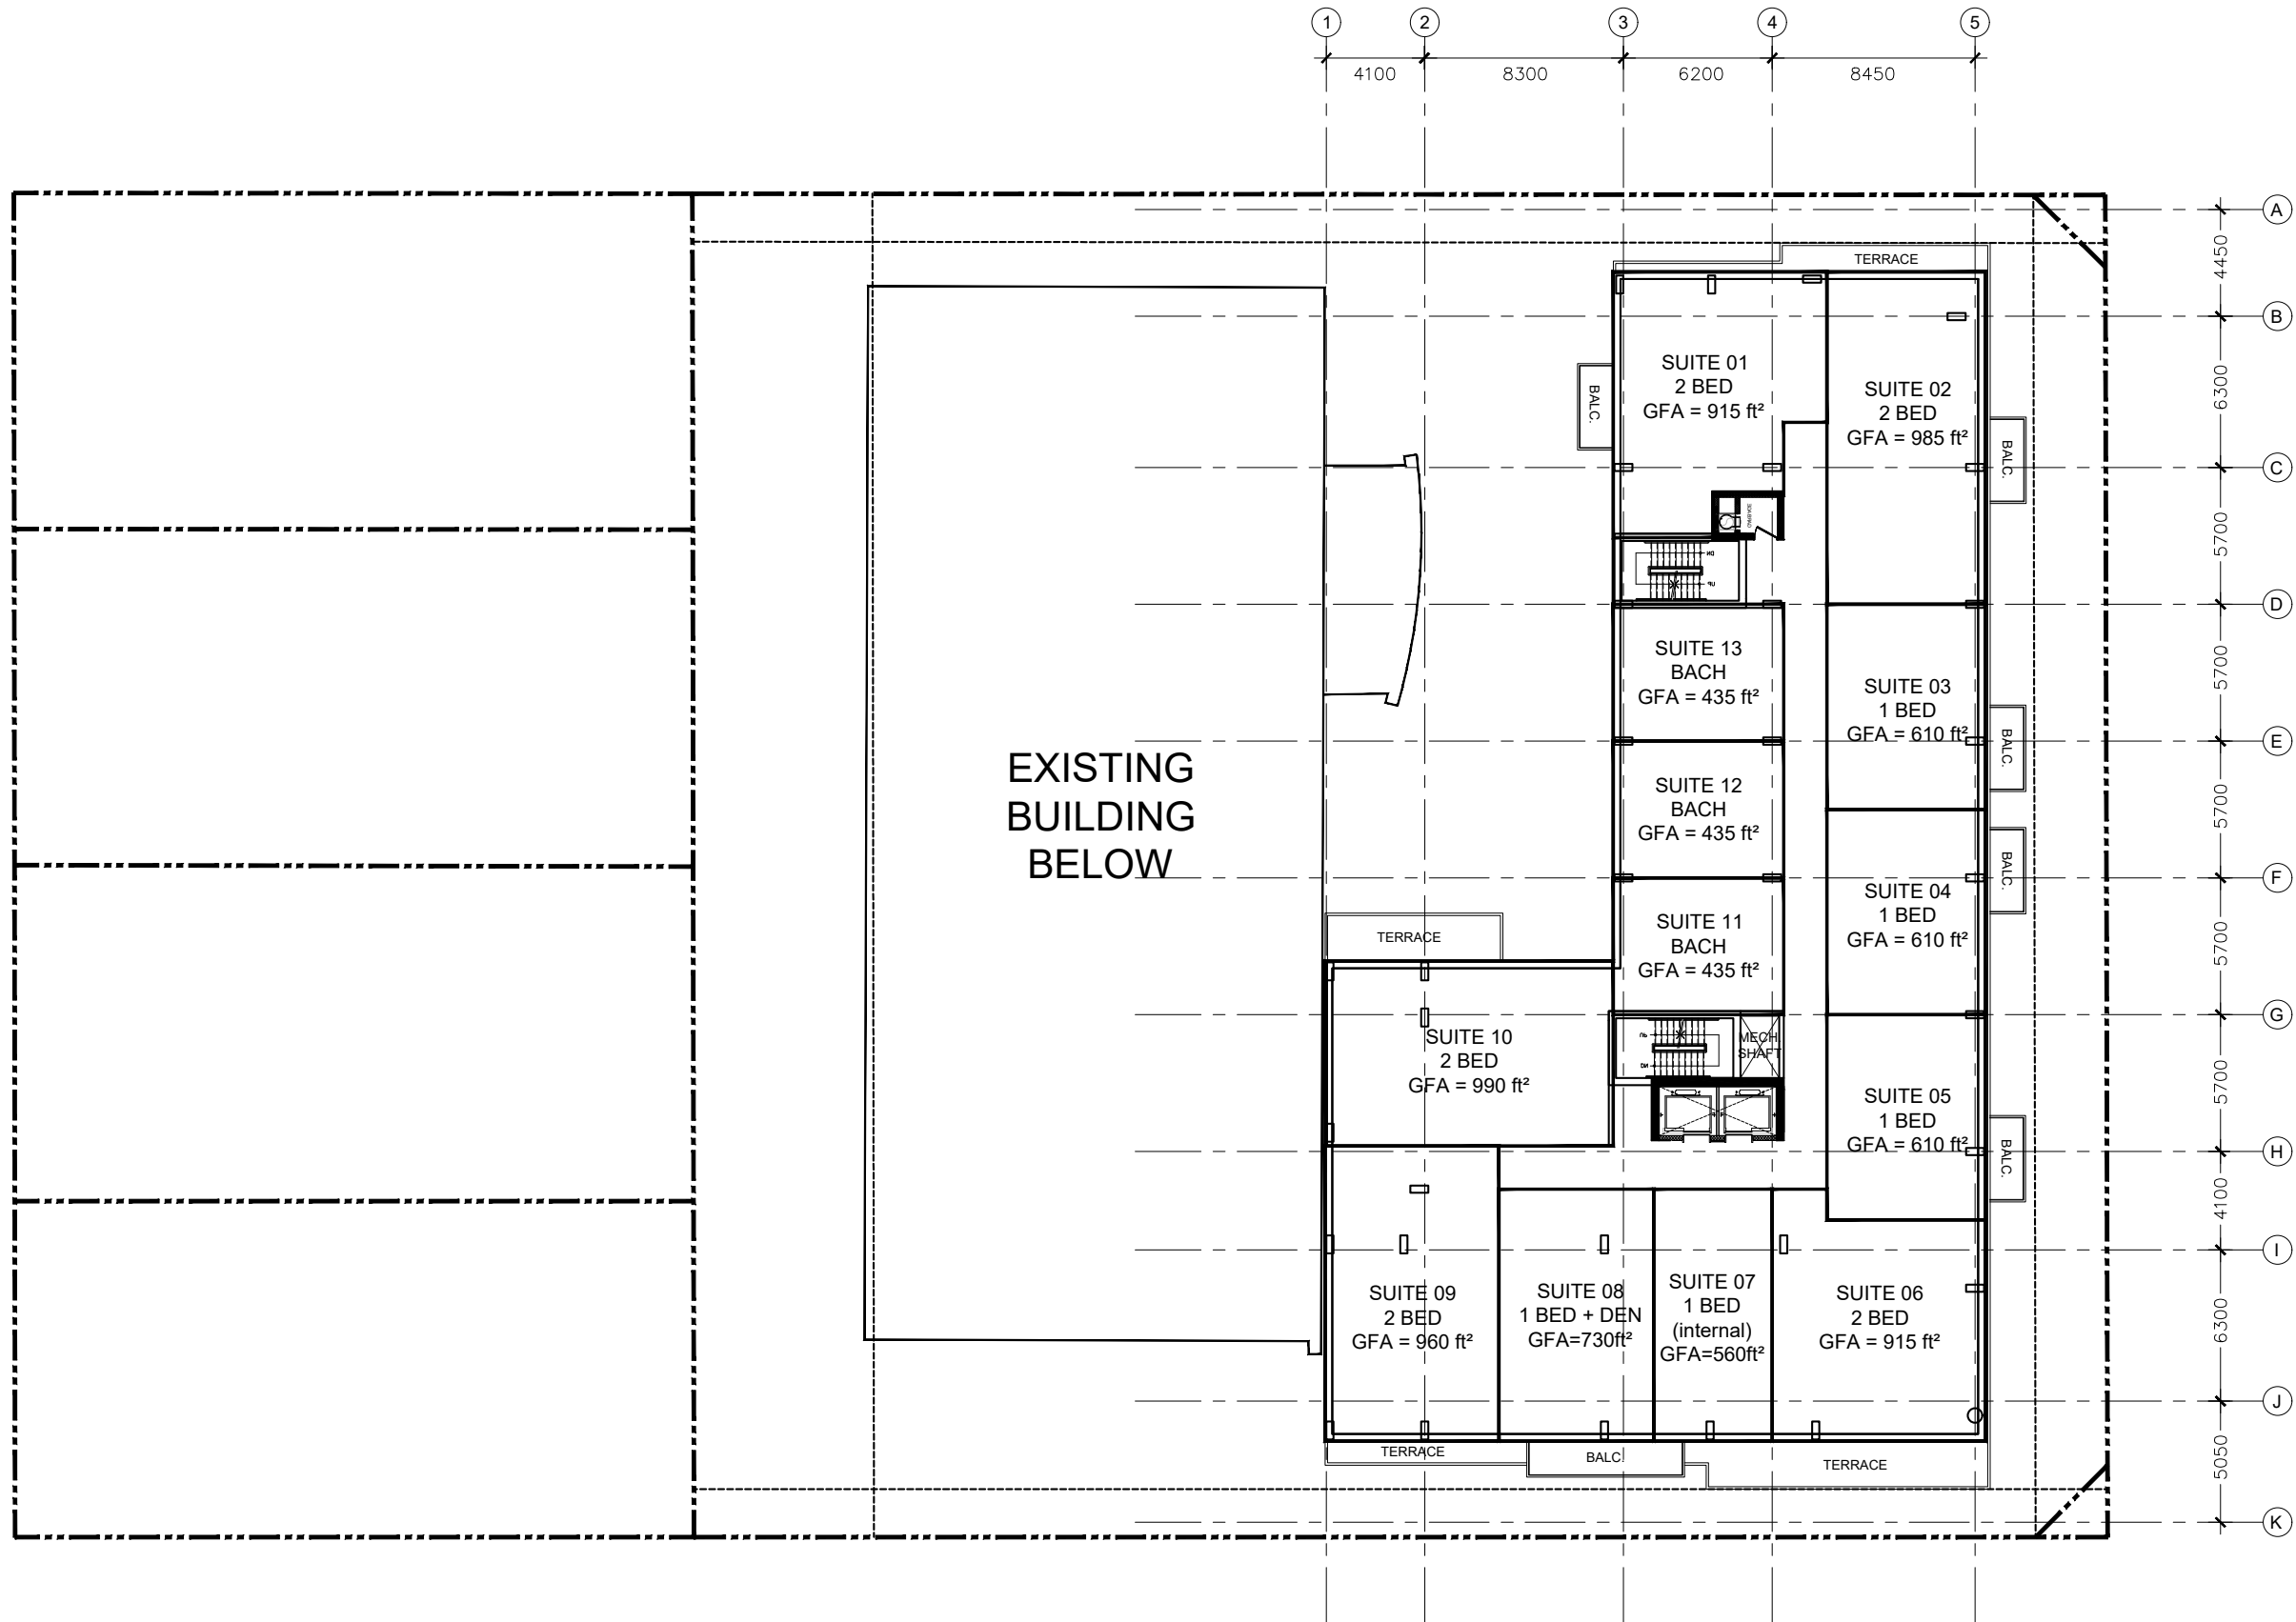 1 2 3 4 5
4100 8300 6200 8450
A
4450
B
6300
C
5700
D
5700
E
5700
F
5700
G
5700
H
4100
I
6300
J
5050
K
TERRACE
SUITE 01
2 BED
GFA = 915 ft²
BALC.
SUITE 02
2 BED
GFA = 985 ft²
BALC.
DN
UP
SUITE 13
BACH
GFA = 435 ft²
SUITE 03
1 BED
GFA = 610 ft²
BALC.
EXISTING
BUILDING
BELOW
SUITE 12
BACH
GFA = 435 ft²
SUITE 04
1 BED
GFA = 610 ft²
BALC.
TERRACE
SUITE 11
BACH
GFA = 435 ft²
SUITE 10
2 BED
GFA = 990 ft²
UP
DN
MECH.
SHAFT
SUITE 05
1 BED
GFA = 610 ft²
BALC.
SUITE 09
2 BED
GFA = 960 ft²
SUITE 08
1 BED + DEN
GFA=730ft²
SUITE 07
1 BED
(internal)
GFA=560ft²
SUITE 06
2 BED
GFA = 915 ft²
TERRACE
BALC.
TERRACE